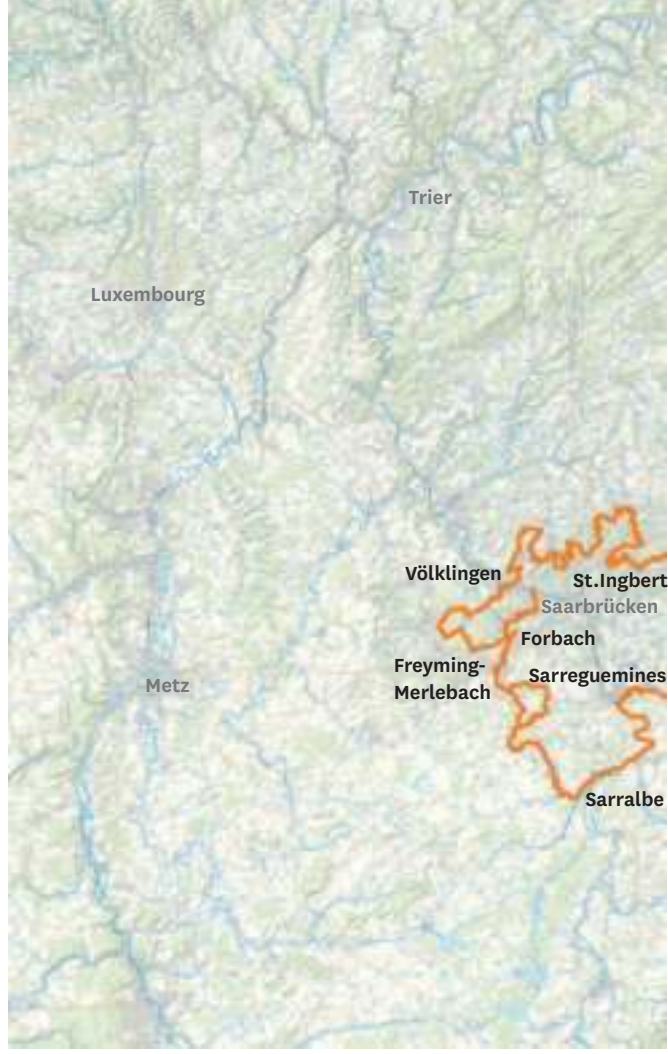 Trier
Luxembourg
Völklingen
St.Ingbert
Saarbrücken
Forbach
Freyming-
Merlebach
Sarreguemines
Metz
Sarralbe